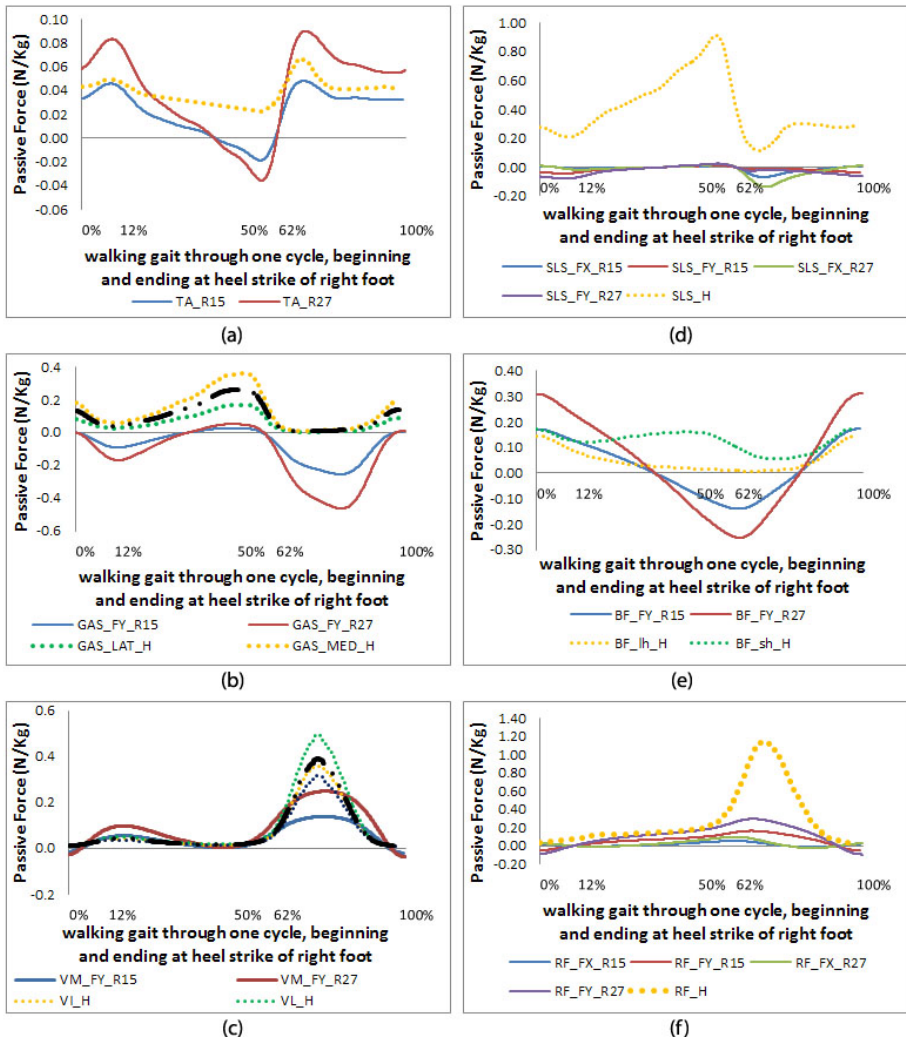 Passive Force (N/Kg)
0.10
0.08
0.06
0.04
0.02
0.00
-0.02
-0.04
-0.06
0% 12% 50% 62% 100%
walking gait through one cycle, beginning
and ending at heel strike of right foot
TA_R15 TA_R27
(a)
Passive Force (N/Kg)
1.00
0.80
0.60
0.40
0.20
0.00
-0.20
0% 12% 50% 62% 100%
walking gait through one cycle, beginning
and ending at heel strike of right foot
SLS_FX_R15 SLS_FY_R15 SLS_FX_R27
SLS_FY_R27 SLS_H
(d)
Passive Force (N/Kg)
0.4
0.2
0.0
-0.2
-0.4
-0.6
0% 12% 50% 62% 100%
walking gait through one cycle, beginning
and ending at heel strike of right foot
GAS_FY_R15 GAS_FY_R27
GAS_LAT_H GAS_MED_H
(b)
Passive Force (N/Kg)
0.40
0.30
0.20
0.10
0.00
-0.10
-0.20
-0.30
0% 12% 50% 62% 100%
walking gait through one cycle, beginning
and ending at heel strike of right foot
BF_FY_R15 BF_FY_R27
BF_lh_H BF_sh_H
(e)
Passive Force (N/Kg)
0.6
0.4
0.2
0.0
-0.2
0% 12% 50% 62% 100%
walking gait through one cycle, beginning
and ending at heel strike of right foot
VM_FY_R15 VM_FY_R27
VI_H VL_H
(c)
Passive Force (N/Kg)
1.40
1.20
1.00
0.80
0.60
0.40
0.20
0.00
-0.20
0% 12% 50% 62% 100%
walking gait through one cycle, beginning
and ending at heel strike of right foot
RF_FX_R15 RF_FY_R15 RF_FX_R27
RF_FY_R27 RF_H
(f)